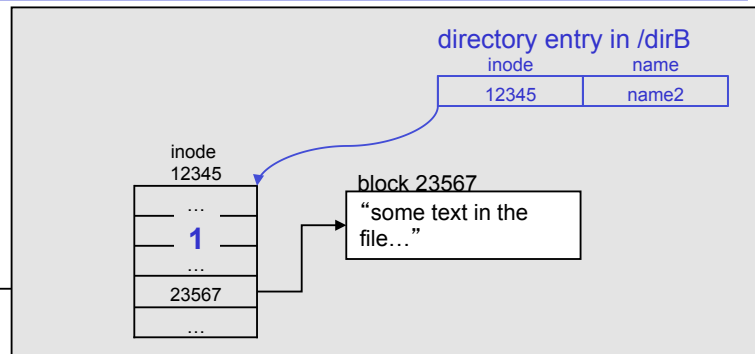 directory entry in /dirB
inode name
12345 name2
inode
12345
…
1
…
23567
…
block 23567
“some text in the
file…”